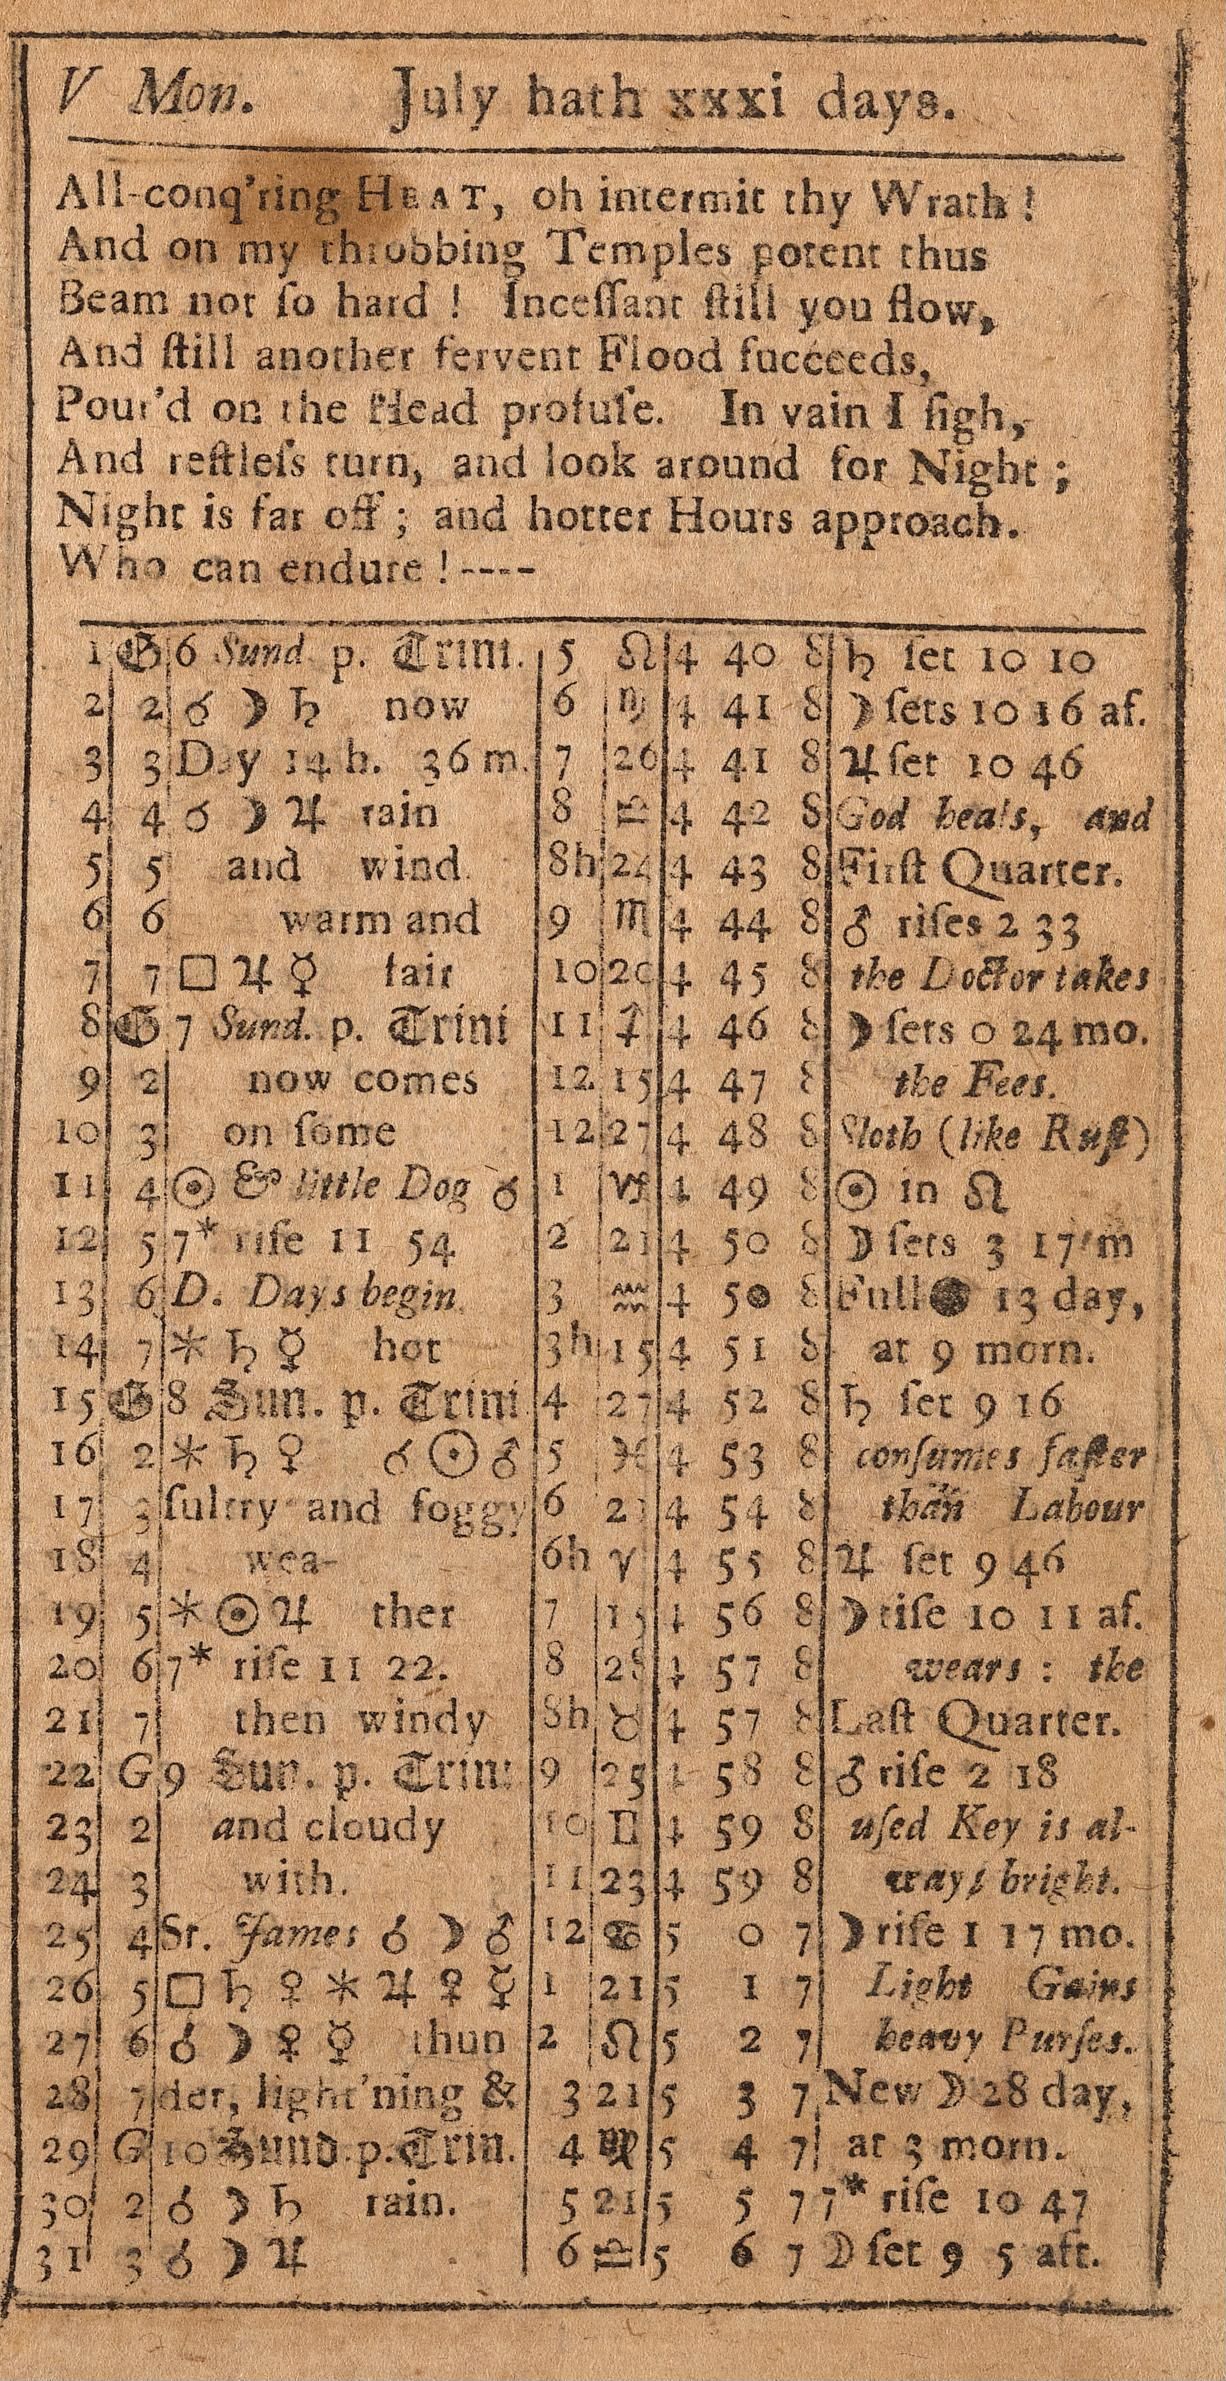 V Mon. July hath xxxi days.
All-conq'ring HEAT, oh intermit thy Wrath !
And on my throbbing Temples potent thus
Beam not ſo hard ! Inceſſant ſtill you flow,
And ſtill another fervent Flood ſucceeds,
Pour'd on the Head profuſe. In vain I ſigh,
And reſtleſs turn, and look around for Night ;
Night is far off ; and hotter Hours approach.
Who can endure ! ----
1 G 6 Sund. p. Trini. 5 ♌ 4 40 8 ♄ ſet 10 10
2 2 ☌ ☽ ♄ now 6 ♍ 4 41 8 ☽ ſets 10 16 af.
3 3 Day 14 h. 36 m. 7 26 4 41 8 ♃ ſet 10 46
4 4 ☌ ☽ ♃ rain 8 ♎ 4 42 8 God heals, and
5 5 and wind 8h 24 4 43 8 Firſt Quarter.
6 6 warm and 9 ♏ 4 44 8 ♂ riſes 2 33
7 7 □ ♃ ☿ fair 10 20 4 45 8 the Doctor takes
8 G 7 Sund. p. Trini 11 ♐ 4 46 8 ☽ ſets 0 24 mo.
9 2 now comes 12 15 4 47 8 the Fees.
10 3 on ſome 12 27 4 48 8 Sloth (like Ruſt)
11 4 ☉ & little Dog ☌ 1 ♑ 4 49 8 ☉ in ♌
12 5 7* riſe 11 54 2 21 4 50 8 ☽ ſets 3 17 m
13 6 D. Days begin 3 ♒ 4 50 8 Full ● 13 day,
14 7 ⚹ ♄ ☿ hot 3h 15 4 51 8 at 9 morn.
15 G 8 Sun. p. Trini 4 27 4 52 8 ♄ ſet 9 16
16 2 ⚹ ♄ ♀ ☌ ☉ ♂ 5 ♓ 4 53 8 conſumes faſter
17 3 ſultry and foggy 6 21 4 54 8 than Labour
18 4 wea- 6h ♈ 4 55 8 ♃ ſet 9 46
19 5 ⚹ ☉ ♃ ther 7 15 4 56 8 ☽ riſe 10 11 af.
20 6 7* riſe 11 22. 8 28 4 57 8 wears : the
21 7 then windy 8h ♉ 4 57 8 Laſt Quarter.
22 G 9 Sun. p. Trini 9 25 4 58 8 ♂ riſe 2 18
23 2 and cloudy 10 ♊ 4 59 8 uſed Key is al-
24 3 with. 11 23 4 59 8 ways bright.
25 4 St. James ☌ ☽ ♂ 12 ♋ 5 0 7 ☽ riſe 1 17 mo.
26 5 □ ♄ ♀ ⚹ ♃ ♀ ☿ 1 21 5 1 7 Light Gains
27 6 ☌ ☽ ♀ ☿ thun 2 ♌ 5 2 7 heavy Purſes.
28 7 der, light'ning & 3 21 5 3 7 New ☽ 28 day,
29 G 10 Sund. p. Trin. 4 ♍ 5 4 7 at 3 morn.
30 2 ☌ ☽ ♄ rain. 5 21 5 5 7 7* riſe 10 47
31 3 ☌ ☽ ♃ 6 ♎ 5 6 7 ☽ ſet 9 5 aft.